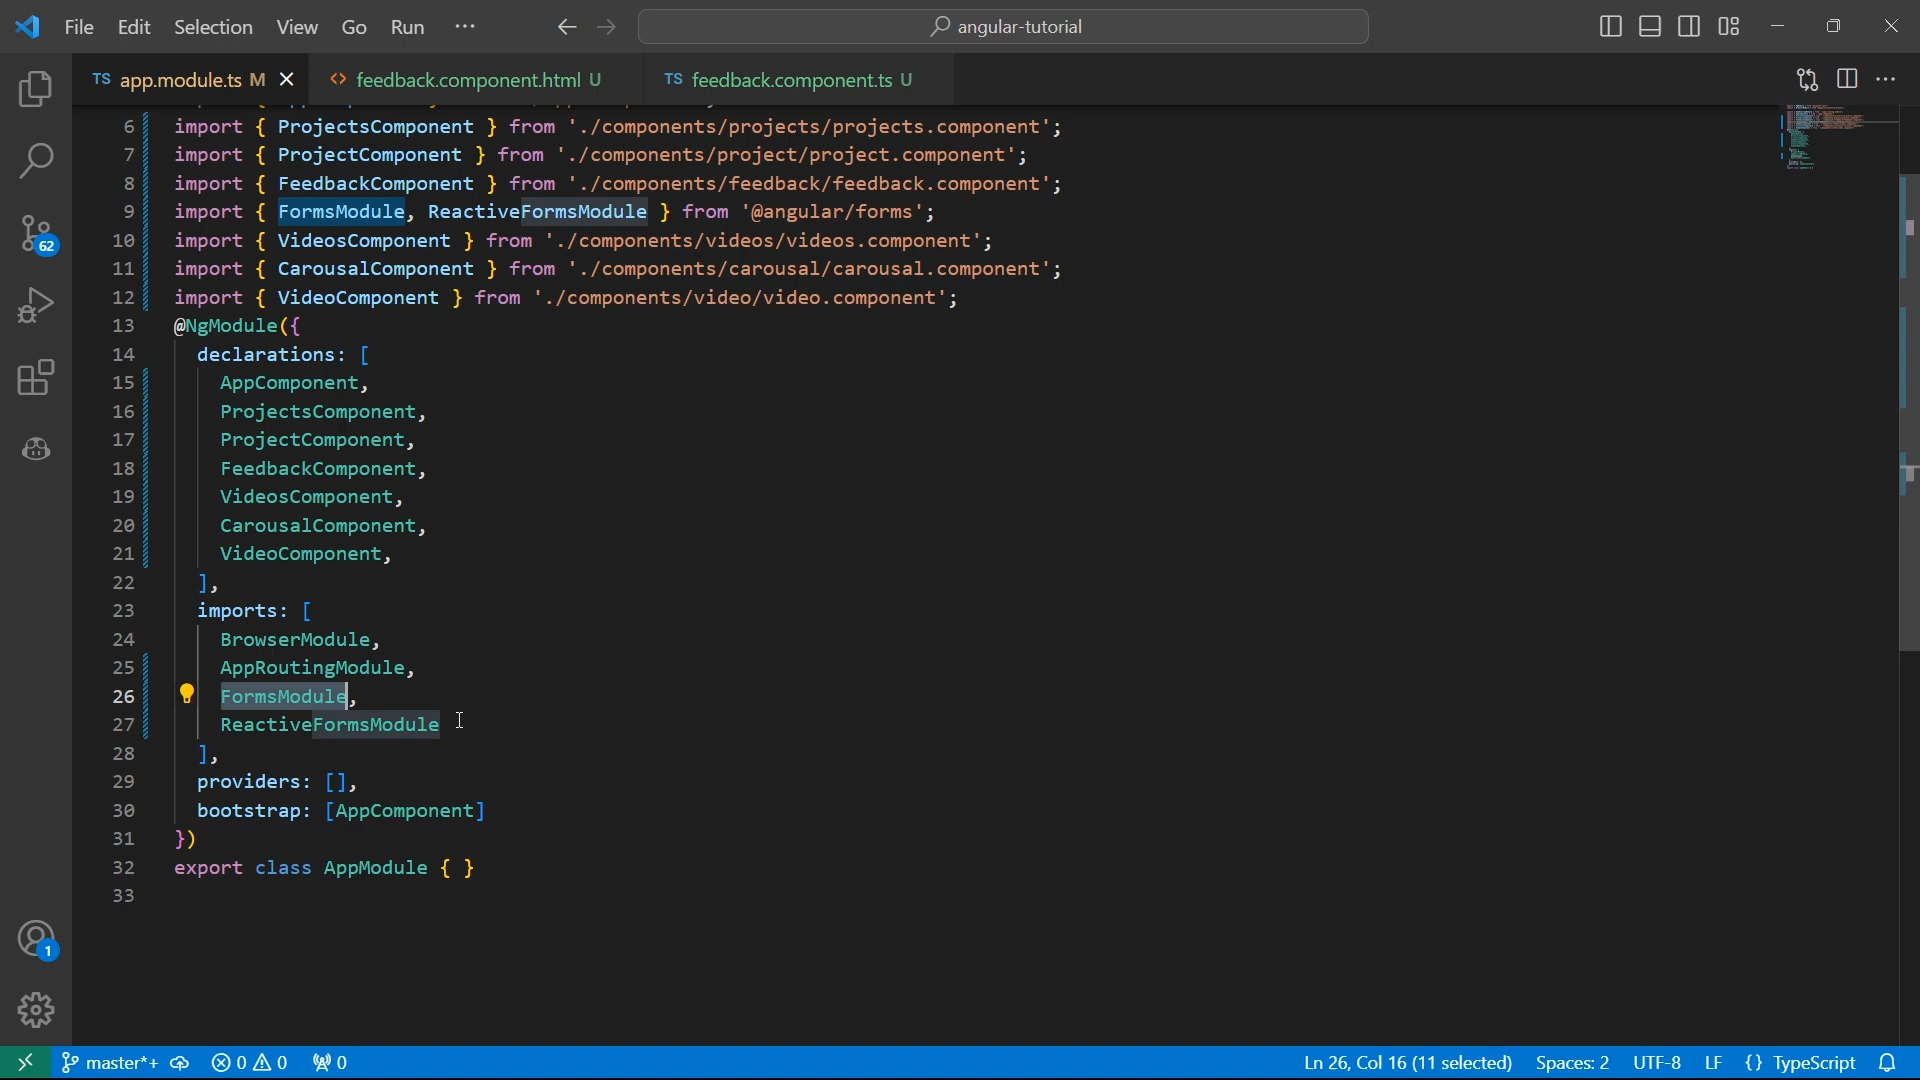 File Edit Selection View Go Run ··· angular-tutorial
TS app.module.ts M <> feedback.component.html U TS feedback.component.ts U
6 import { ProjectsComponent } from './components/projects/projects.component';
7 import { ProjectComponent } from './components/project/project.component';
8 import { FeedbackComponent } from './components/feedback/feedback.component';
9 import { FormsModule, ReactiveFormsModule } from '@angular/forms';
10 import { VideosComponent } from './components/videos/videos.component';
11 import { CarousalComponent } from './components/carousal/carousal.component';
12 import { VideoComponent } from './components/video/video.component';
13 @NgModule({
14 declarations: [
15 AppComponent,
16 ProjectsComponent,
17 ProjectComponent,
18 FeedbackComponent,
19 VideosComponent,
20 CarousalComponent,
21 VideoComponent,
22 ],
23 imports: [
24 BrowserModule,
25 AppRoutingModule,
26 FormsModule,
27 ReactiveFormsModule
28 ],
29 providers: [],
30 bootstrap: [AppComponent]
31 })
32 export class AppModule { }
33
62
1
master*+ 0 0 0 Ln 26, Col 16 (11 selected) Spaces: 2 UTF-8 LF {} TypeScript